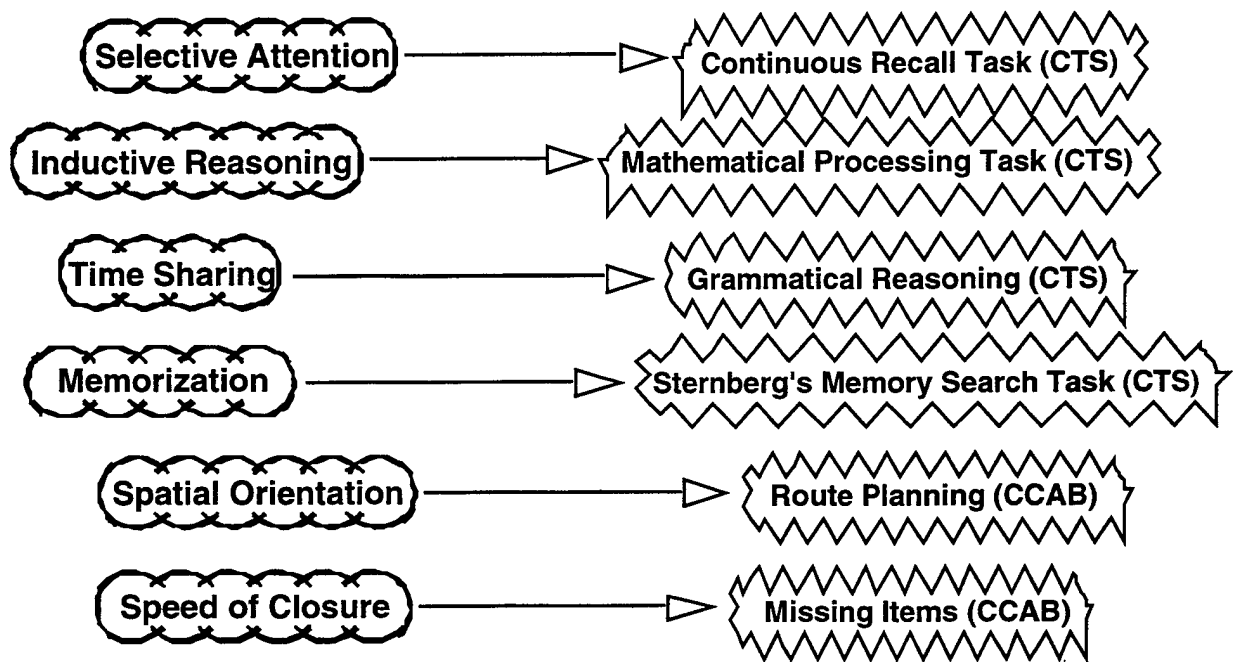 Selective Attention
Continuous Recall Task (CTS)
Inductive Reasoning
Mathematical Processing Task (CTS)
Time Sharing
Grammatical Reasoning (CTS)
Memorization
Sternberg's Memory Search Task (CTS)
Spatial Orientation
Route Planning (CCAB)
Speed of Closure
Missing Items (CCAB)